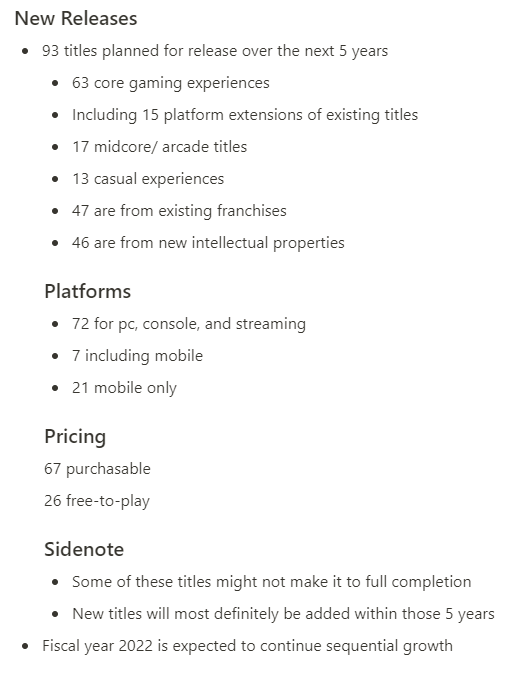 New Releases
93 titles planned for release over the next 5 years
63 core gaming experiences
Including 15 platform extensions of existing titles
17 midcore/ arcade titles
13 casual experiences
47 are from existing franchises
46 are from new intellectual properties
Platforms
72 for pc, console, and streaming
7 including mobile
21 mobile only
Pricing
67 purchasable
26 free-to-play
Sidenote
Some of these titles might not make it to full completion
New titles will most definitely be added within those 5 years
Fiscal year 2022 is expected to continue sequential growth